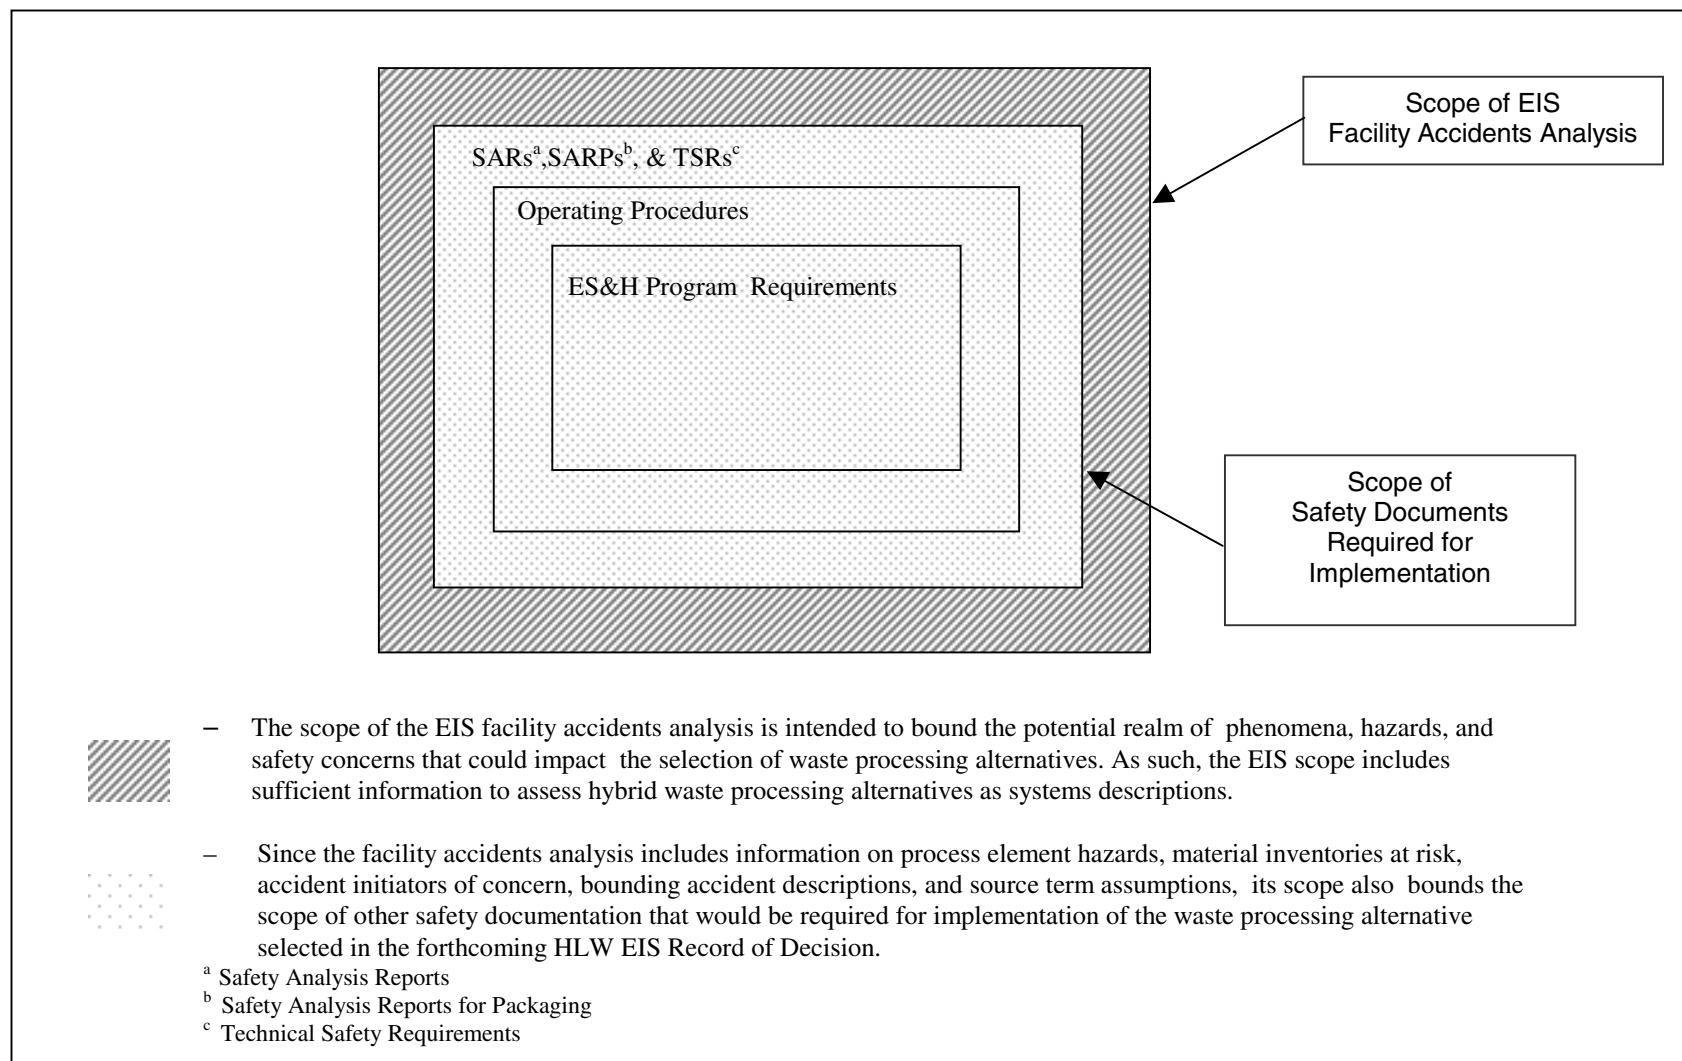 Scope of EIS
Facility Accidents Analysis
SARsᵃ,SARPsᵇ, & TSRsᶜ
Operating Procedures
ES&H Program Requirements
Scope of
Safety Documents
Required for
Implementation
– The scope of the EIS facility accidents analysis is intended to bound the potential realm of phenomena, hazards, and
safety concerns that could impact the selection of waste processing alternatives. As such, the EIS scope includes
sufficient information to assess hybrid waste processing alternatives as systems descriptions.
– Since the facility accidents analysis includes information on process element hazards, material inventories at risk,
accident initiators of concern, bounding accident descriptions, and source term assumptions, its scope also bounds the
scope of other safety documentation that would be required for implementation of the waste processing alternative
selected in the forthcoming HLW EIS Record of Decision.
ᵃ Safety Analysis Reports
ᵇ Safety Analysis Reports for Packaging
ᶜ Technical Safety Requirements